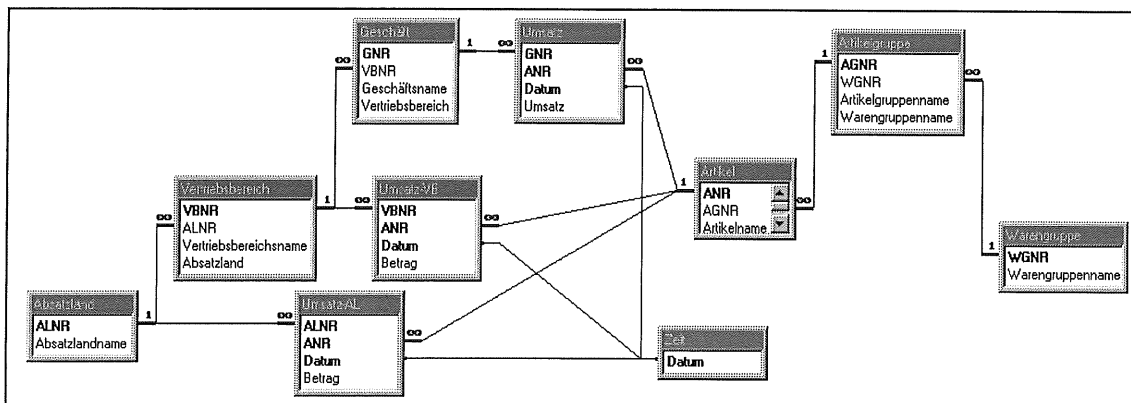 Geschäft
GNR
VBNR
Geschäftsname
Vertriebsbereich
1
∞
∞
Umsatz
GNR
ANR
Datum
Umsatz
∞
Artikelgruppe
AGNR
WGNR
Artikelgruppenname
Warengruppenname
1
∞
Vertriebsbereich
VBNR
ALNR
Vertriebsbereichsname
Absatzland
∞
1
∞
Umsatz-VB
VBNR
ANR
Datum
Betrag
∞
1
Artikel
ANR
AGNR
Artikelname
∞
1
Warengruppe
WGNR
Warengruppenname
Absatzland
ALNR
Absatzlandname
1
∞
Umsatz-AL
ALNR
ANR
Datum
Betrag
∞
Zeit
Datum